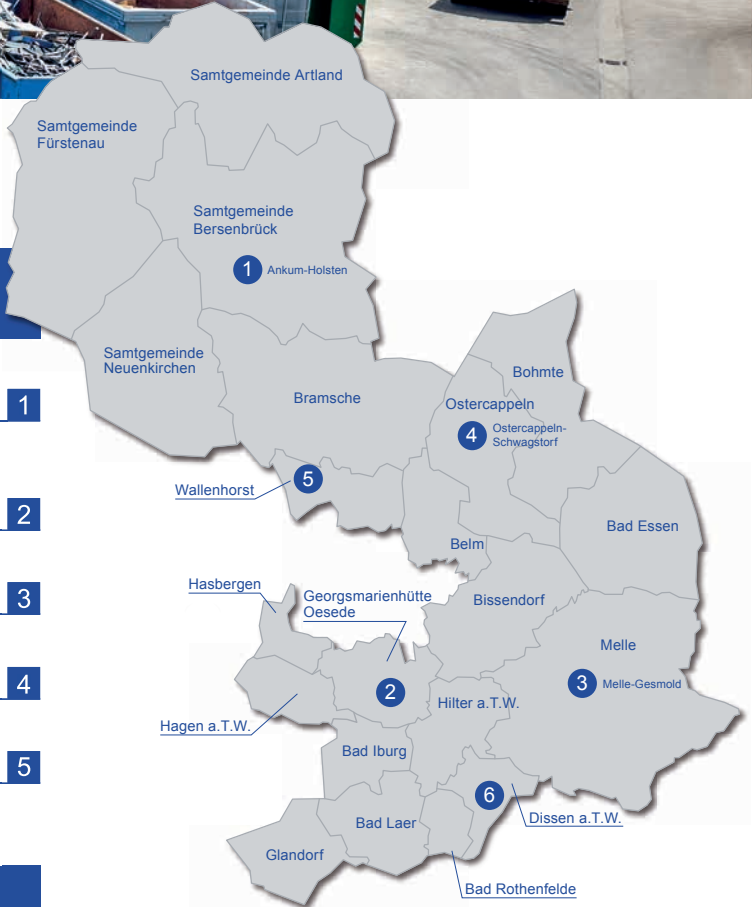 Samtgemeinde Artland
Samtgemeinde
Fürstenau
Samtgemeinde
Bersenbrück
1 Ankum-Holsten
Samtgemeinde
Neuenkirchen
Bramsche
Bohmte
Ostercappeln
4 Ostercappeln-
Schwagstorf
1
5
Wallenhorst
2
Bad Essen
Belm
Hasbergen
Georgsmarienhütte
Oesede
Bissendorf
3
Melle
3 Melle-Gesmold
4
2
Hilter a.T.W.
Hagen a.T.W.
Bad Iburg
5
6
Dissen a.T.W.
Bad Laer
Glandorf
Bad Rothenfelde